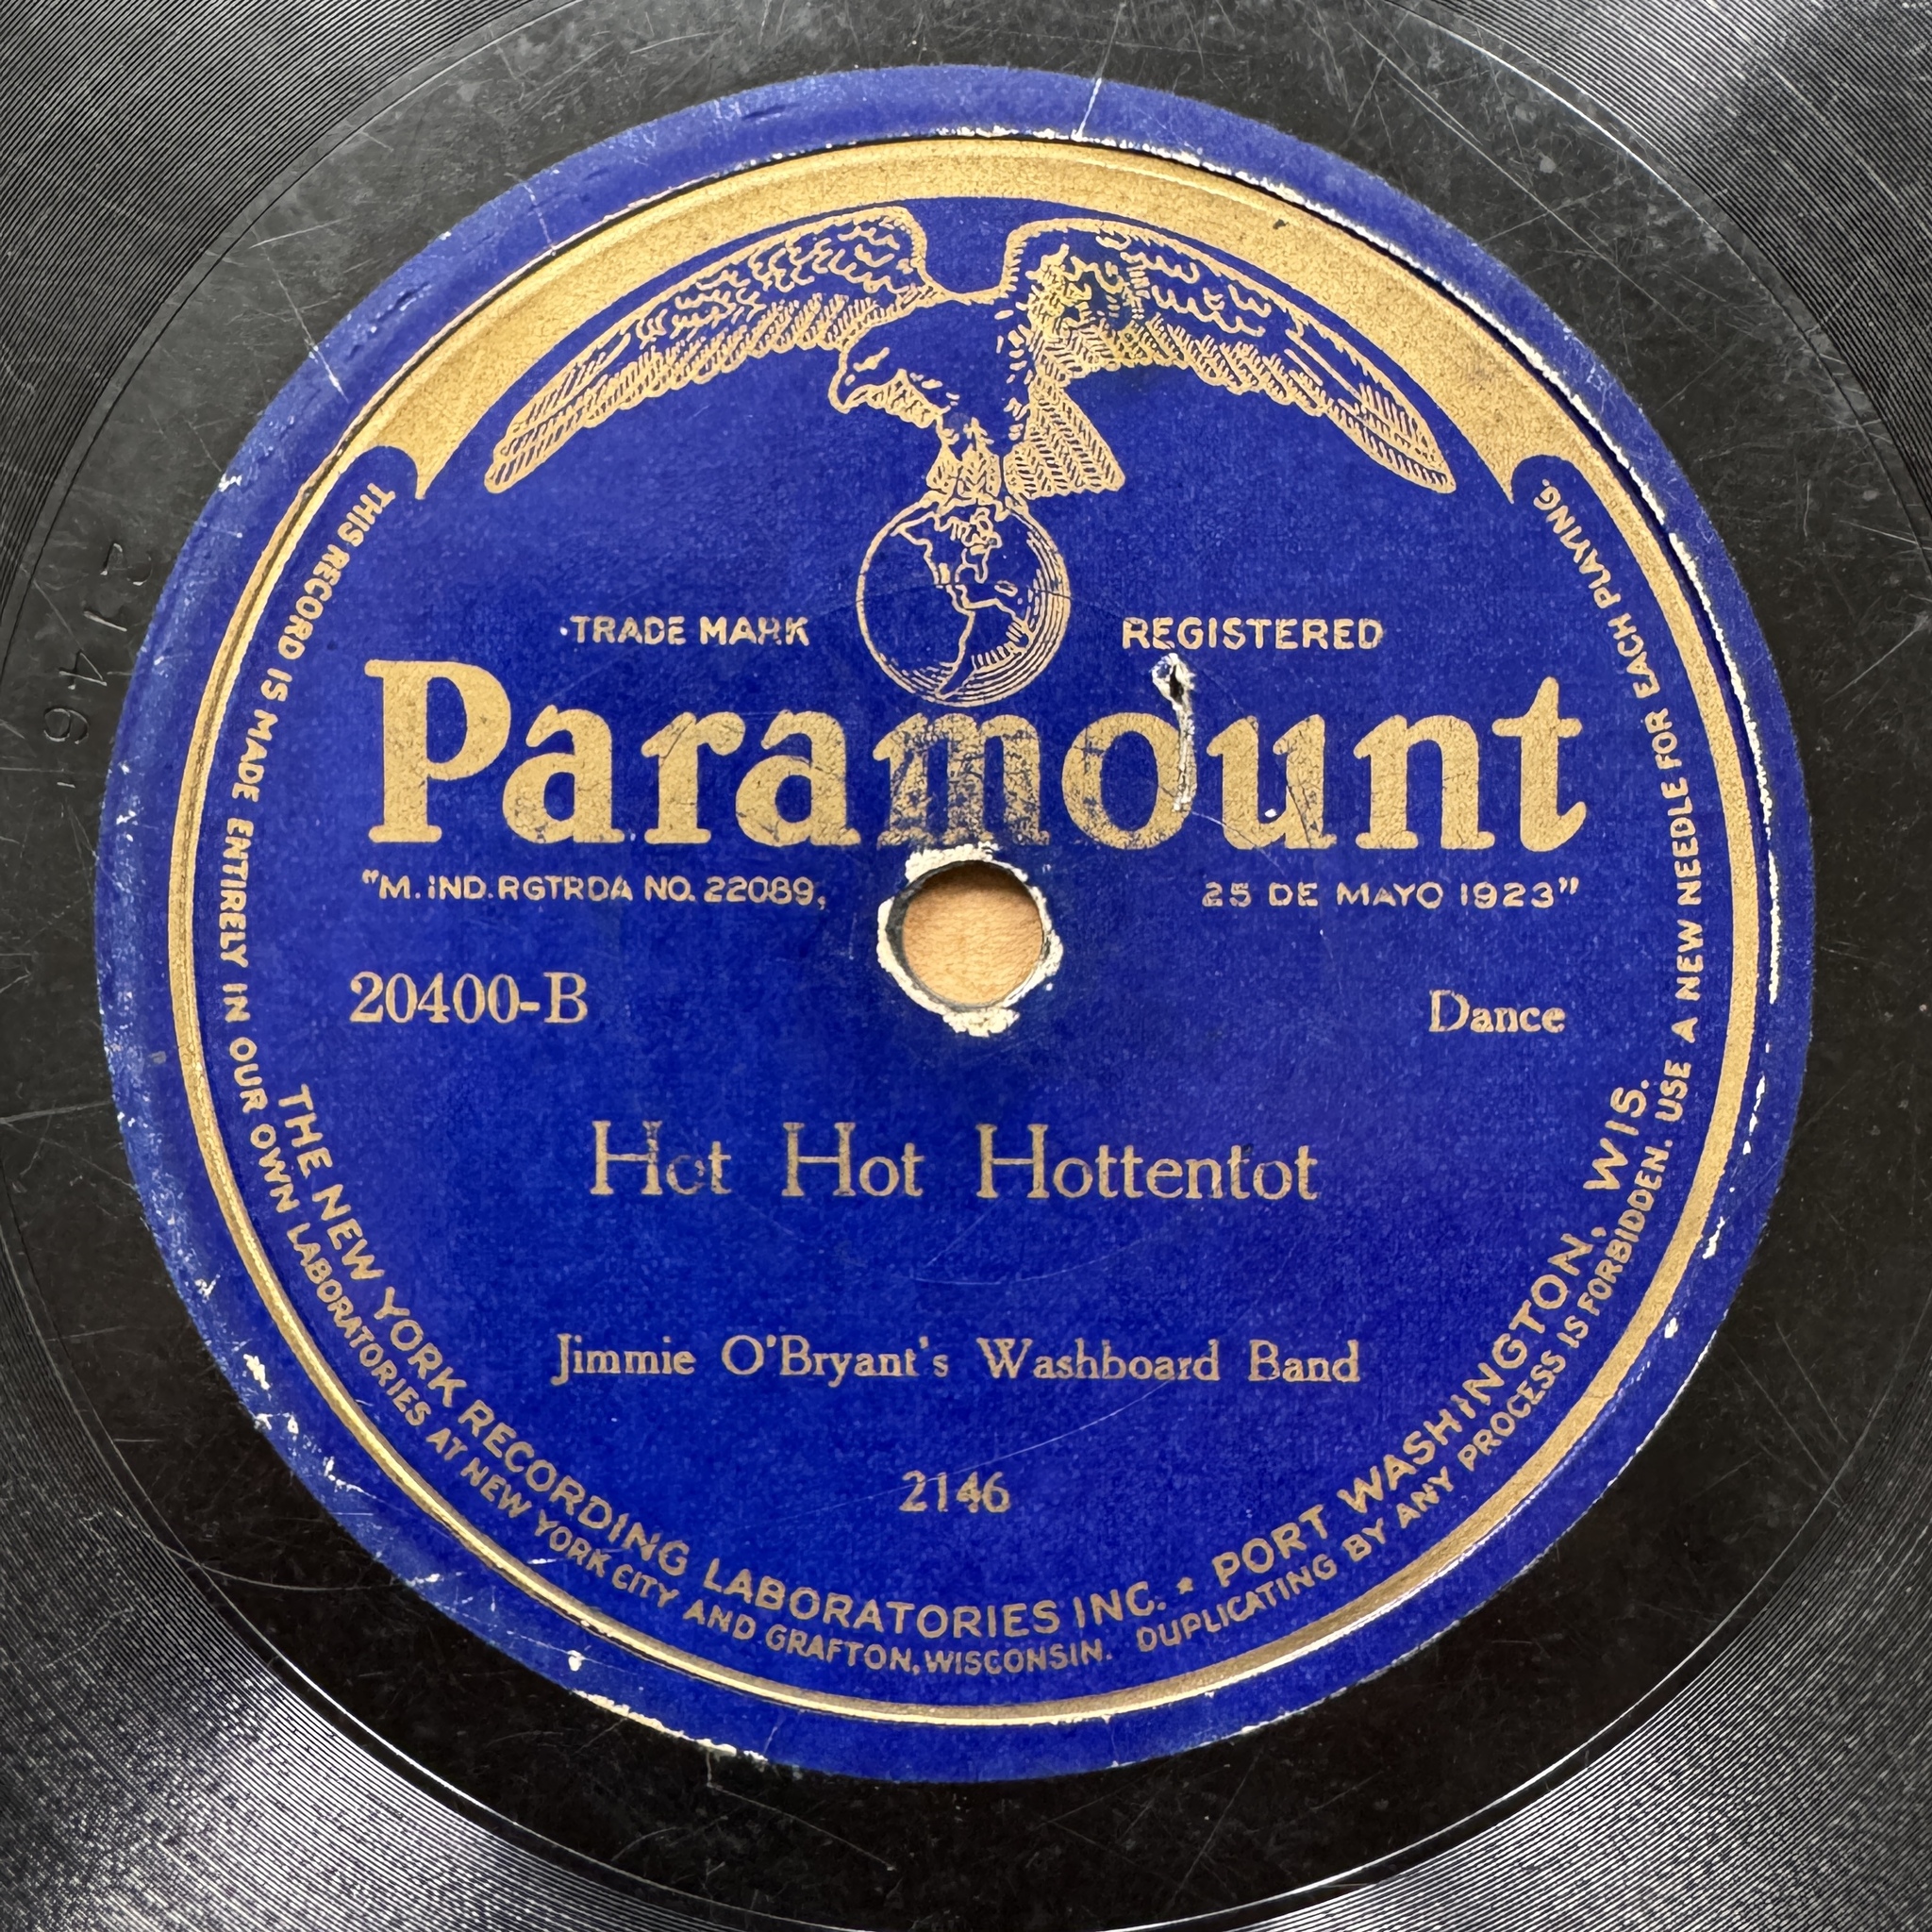 TRADE MARK REGISTERED
Paramount
"M. IND. RGTRDA NO. 22089, 25 DE MAYO 1923"
20400-B Dance
Hot Hot Hottentot
Jimmie O'Bryant's Washboard Band
2146
THE NEW YORK RECORDING LABORATORIES INC. * PORT WASHINGTON, WIS.
THIS RECORD IS MADE ENTIRELY IN OUR OWN LABORATORIES AT NEW YORK CITY AND GRAFTON, WISCONSIN. DUPLICATING BY ANY PROCESS IS FORBIDDEN. USE A NEW NEEDLE FOR EACH PLAYING.
2146